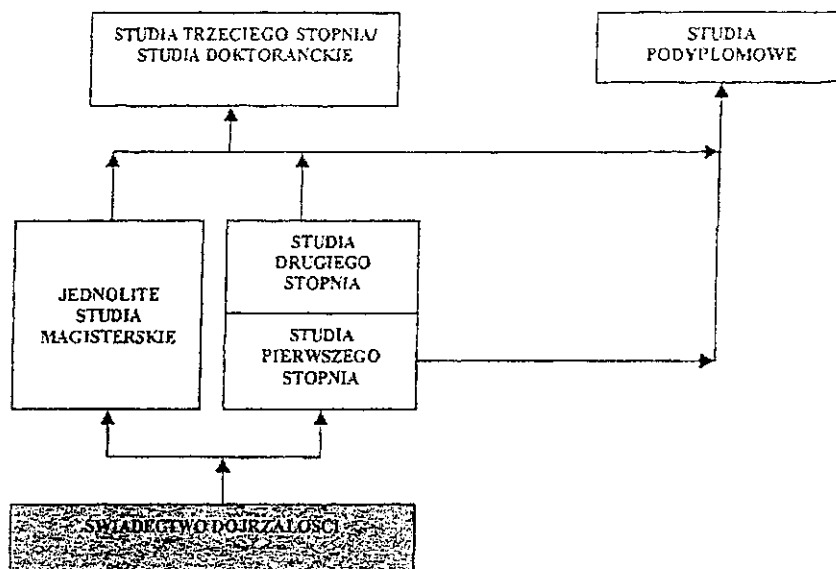 STUDIA TRZECIEGO STOPNIA/
STUDIA DOKTORANCKIE
STUDIA
PODYPLOMOWE
JEDNOLITE
STUDIA
MAGISTERSKIE
STUDIA
DRUGIEGO
STOPNIA
STUDIA
PIERWSZEGO
STOPNIA
ŚWIADECTWO DOJRZAŁOŚCI